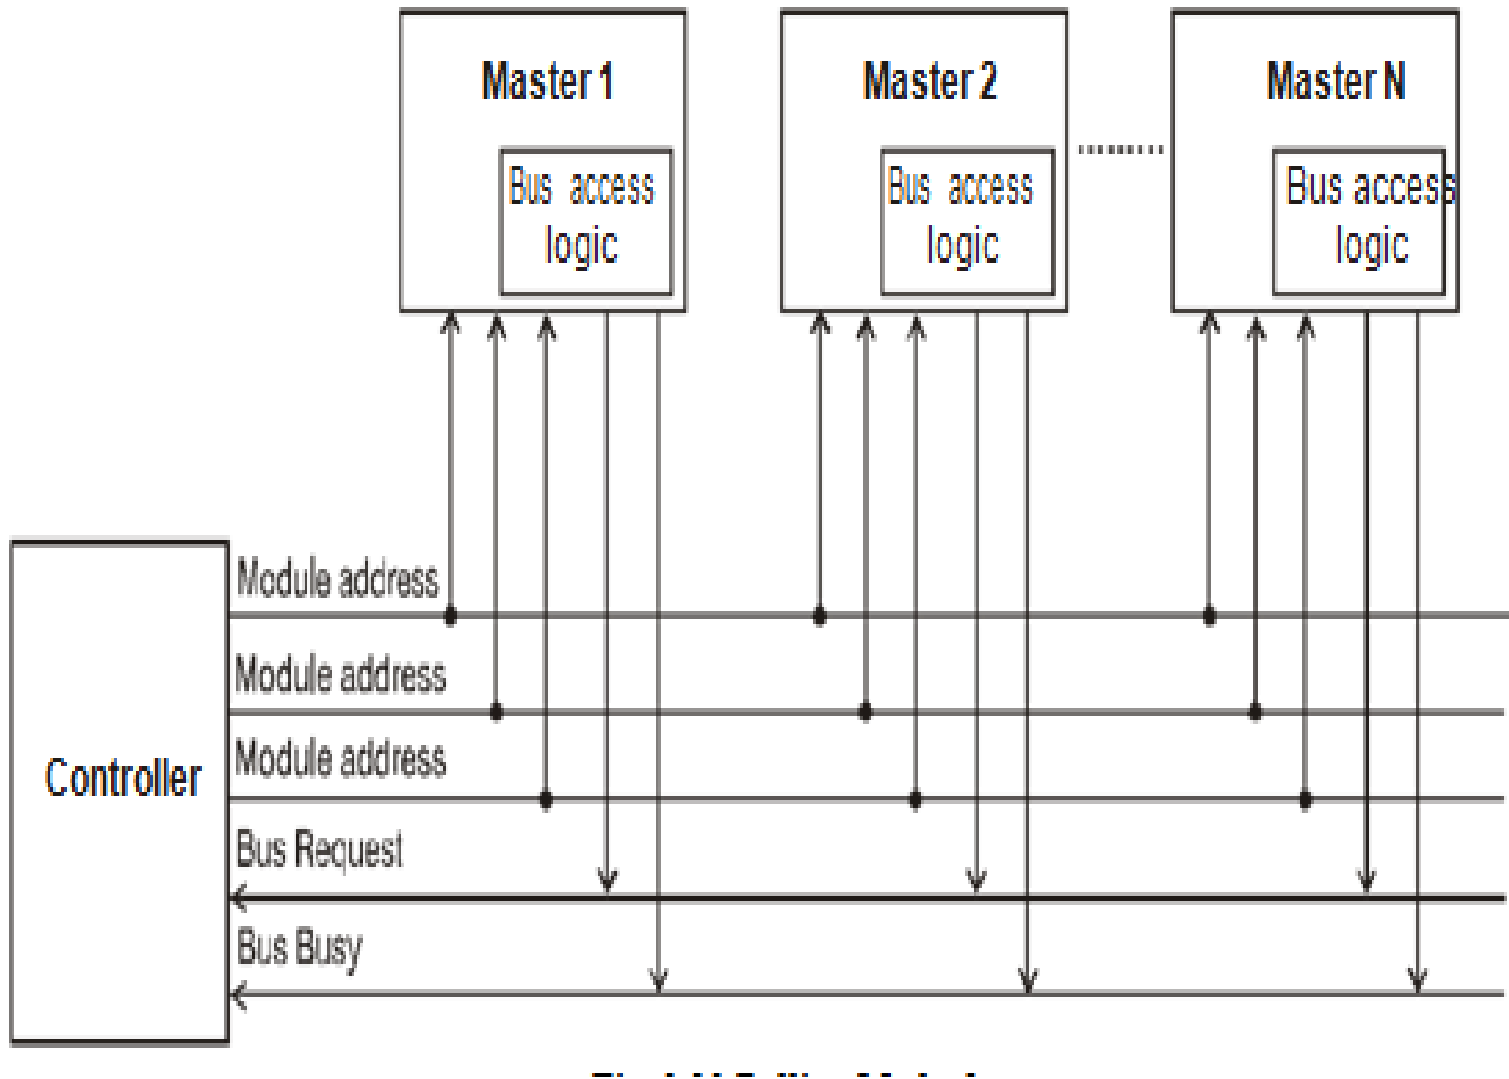 Master 1
Bus access
logic
Master 2
Bus access
logic
Master N
Bus access
logic
Module address
Module address
Module address
Controller
Bus Request
Bus Busy